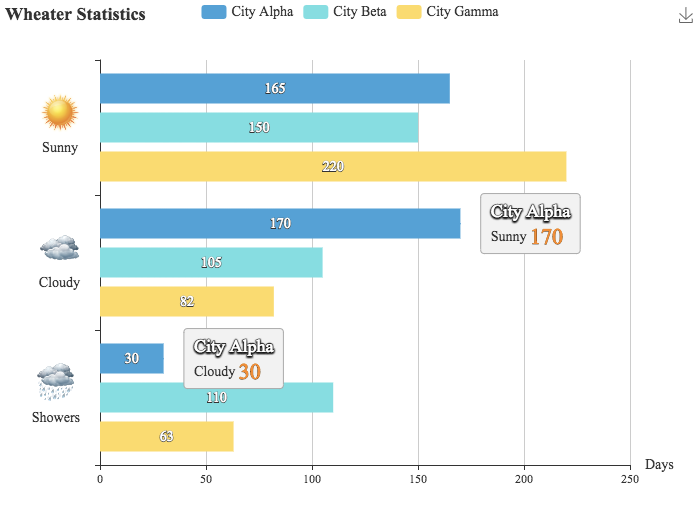 Wheater Statistics
City Alpha City Beta City Gamma
165
150
220
Sunny
City Alpha
Sunny 170
170
105
82
Cloudy
City Alpha
Cloudy 30
30
110
63
Showers
0 50 100 150 200 250
Days